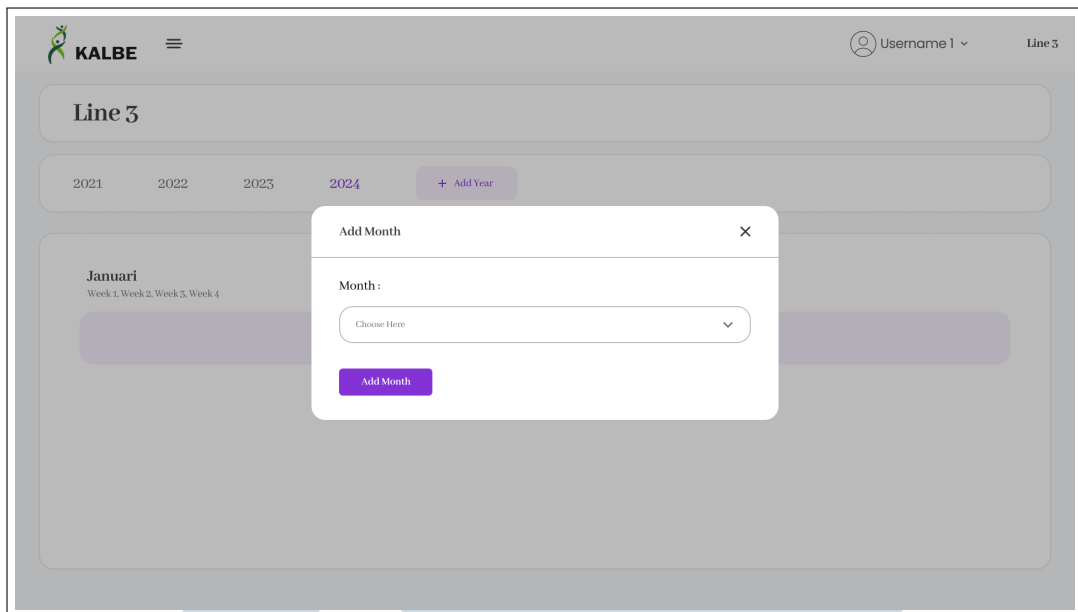 KALBE
Username 1
Line 3
Line 3
2021 2022 2023 2024 + Add Year
Add Month
Januari
Week 1, Week 2, Week 3, Week 4
Month :
Choose Here
Add Month